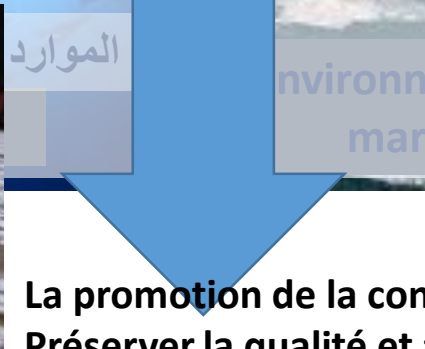 الموارد
nvironn
mar
La promotion de la con
Préserver la qualité et